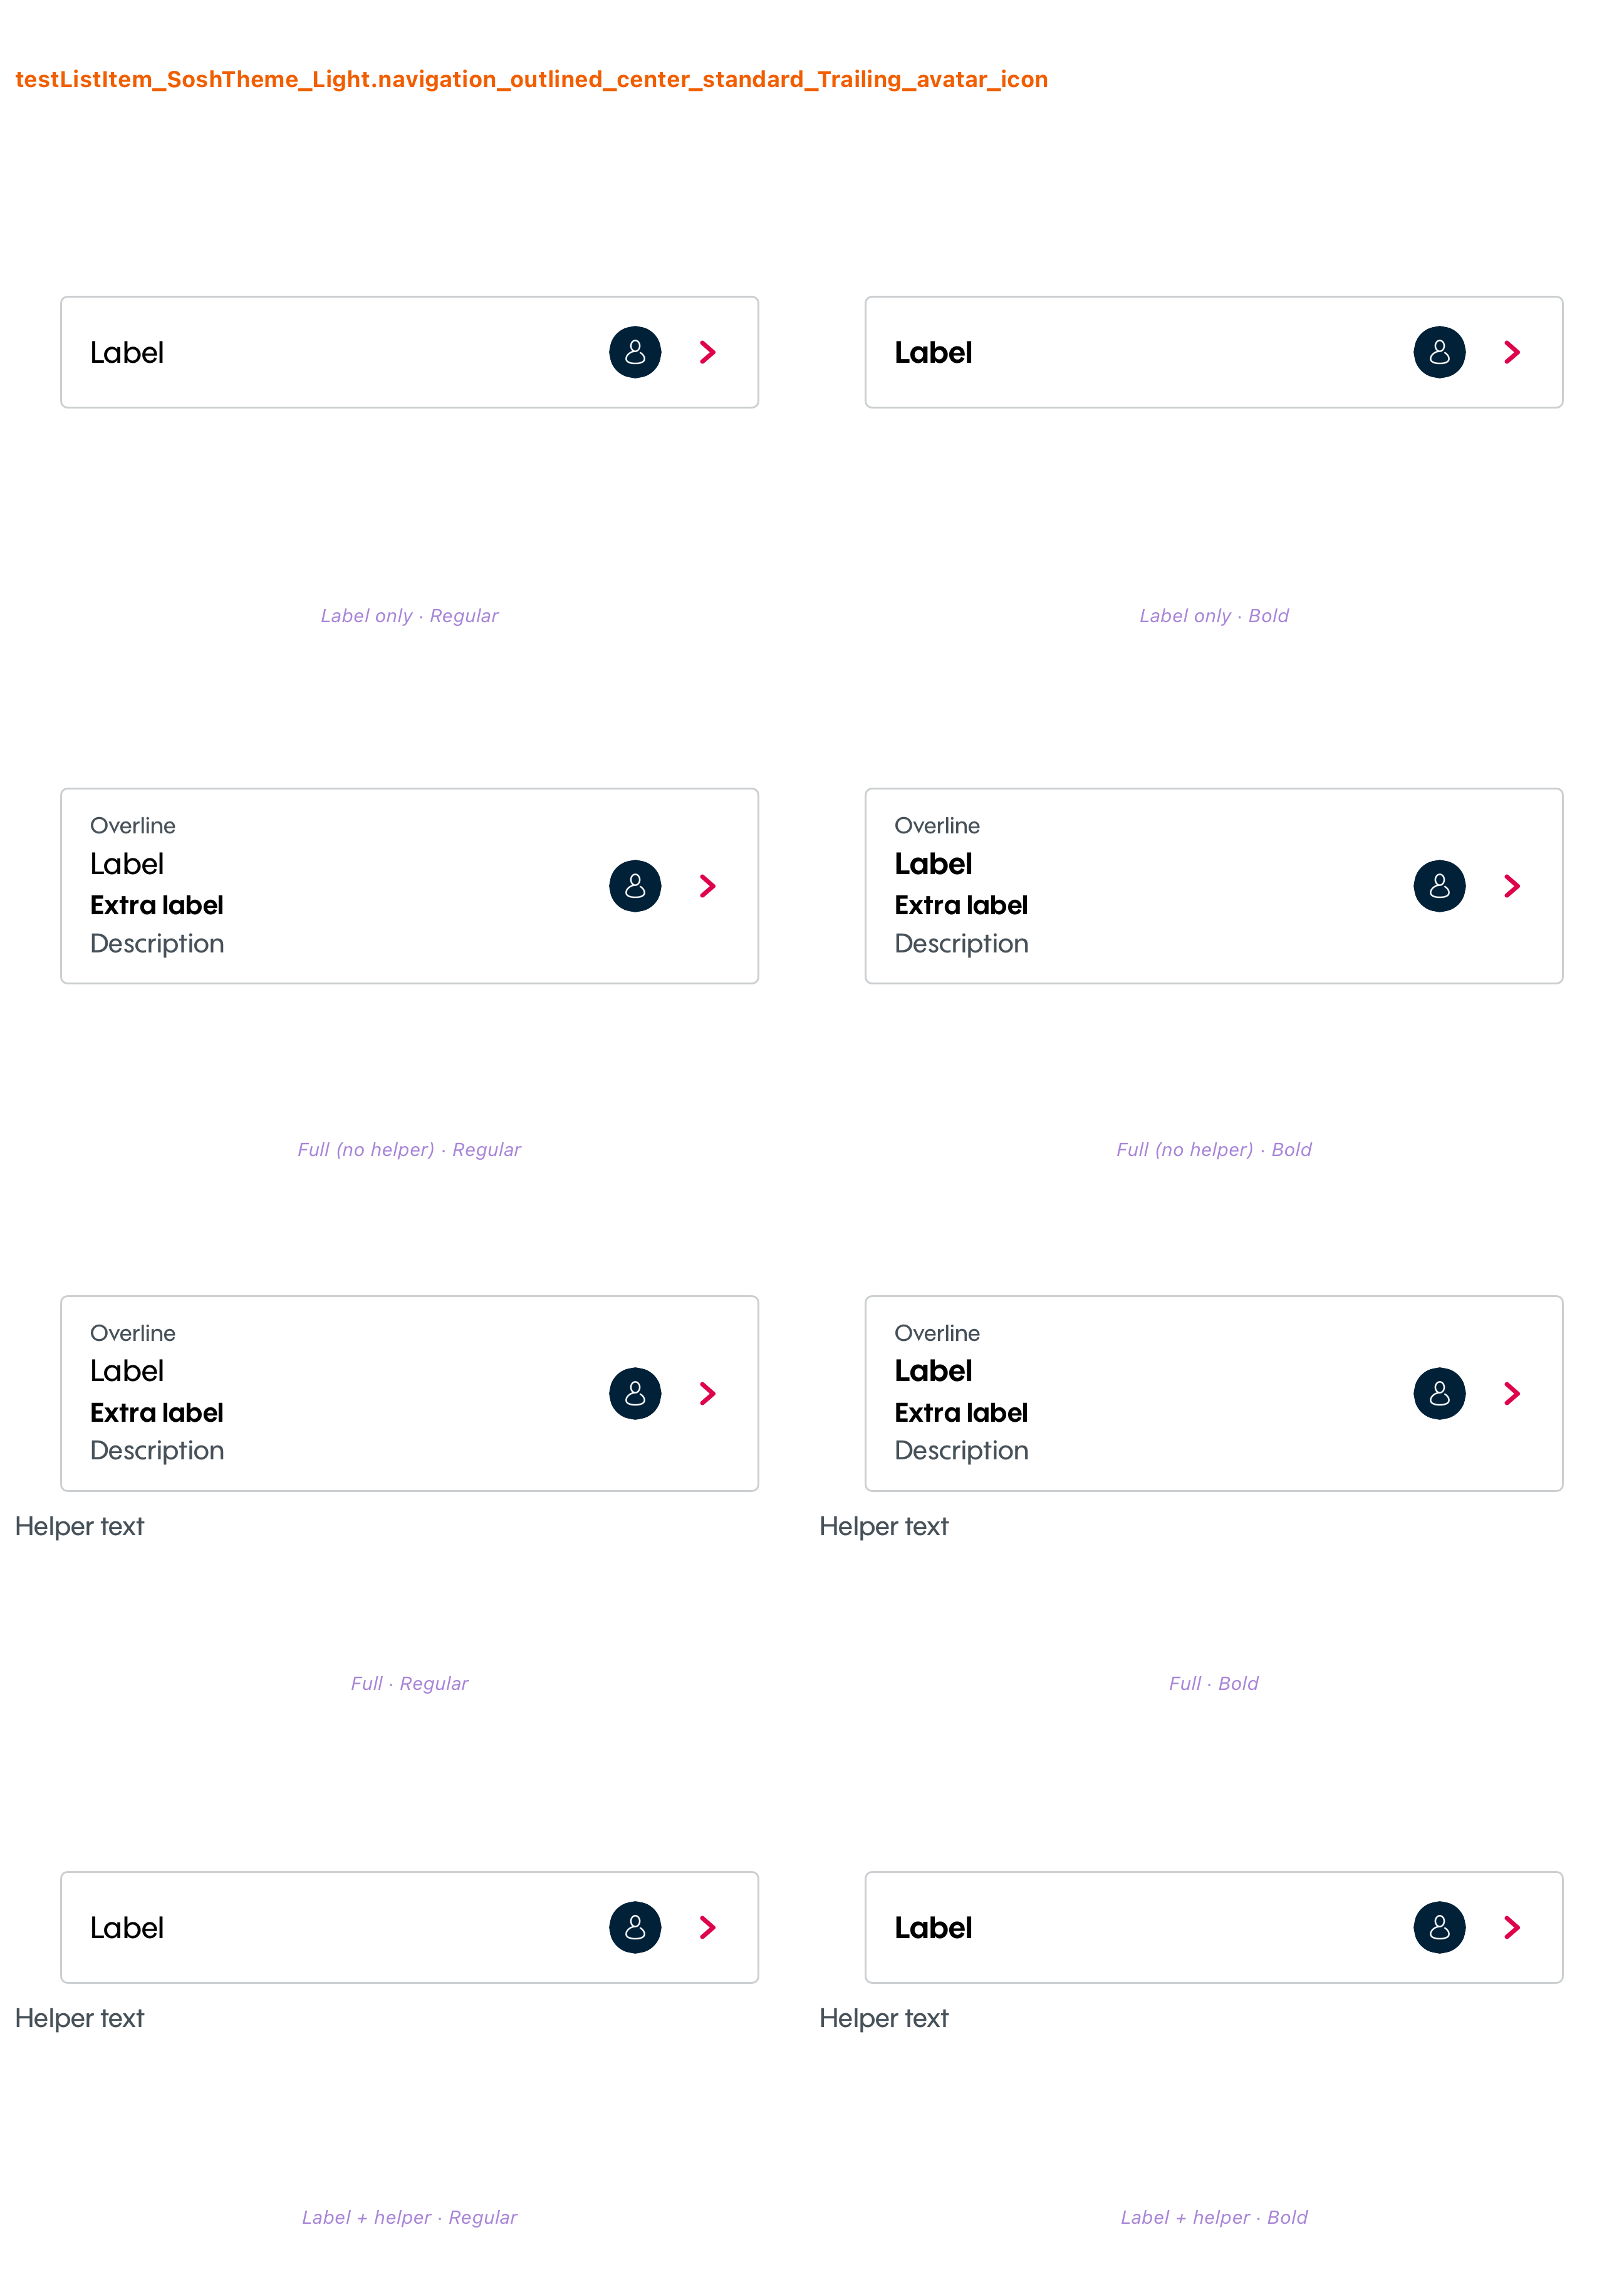 testListItem_SoshTheme_Light.navigation_outlined_center_standard_Trailing_avatar_icon
Label
Label
Label only · Regular
Label only · Bold
Overline
Label
Extra label
Description
Overline
Label
Extra label
Description
Full (no helper) · Regular
Full (no helper) · Bold
Overline
Label
Extra label
Description
Helper text
Overline
Label
Extra label
Description
Helper text
Full · Regular
Full · Bold
Label
Helper text
Label
Helper text
Label + helper · Regular
Label + helper · Bold